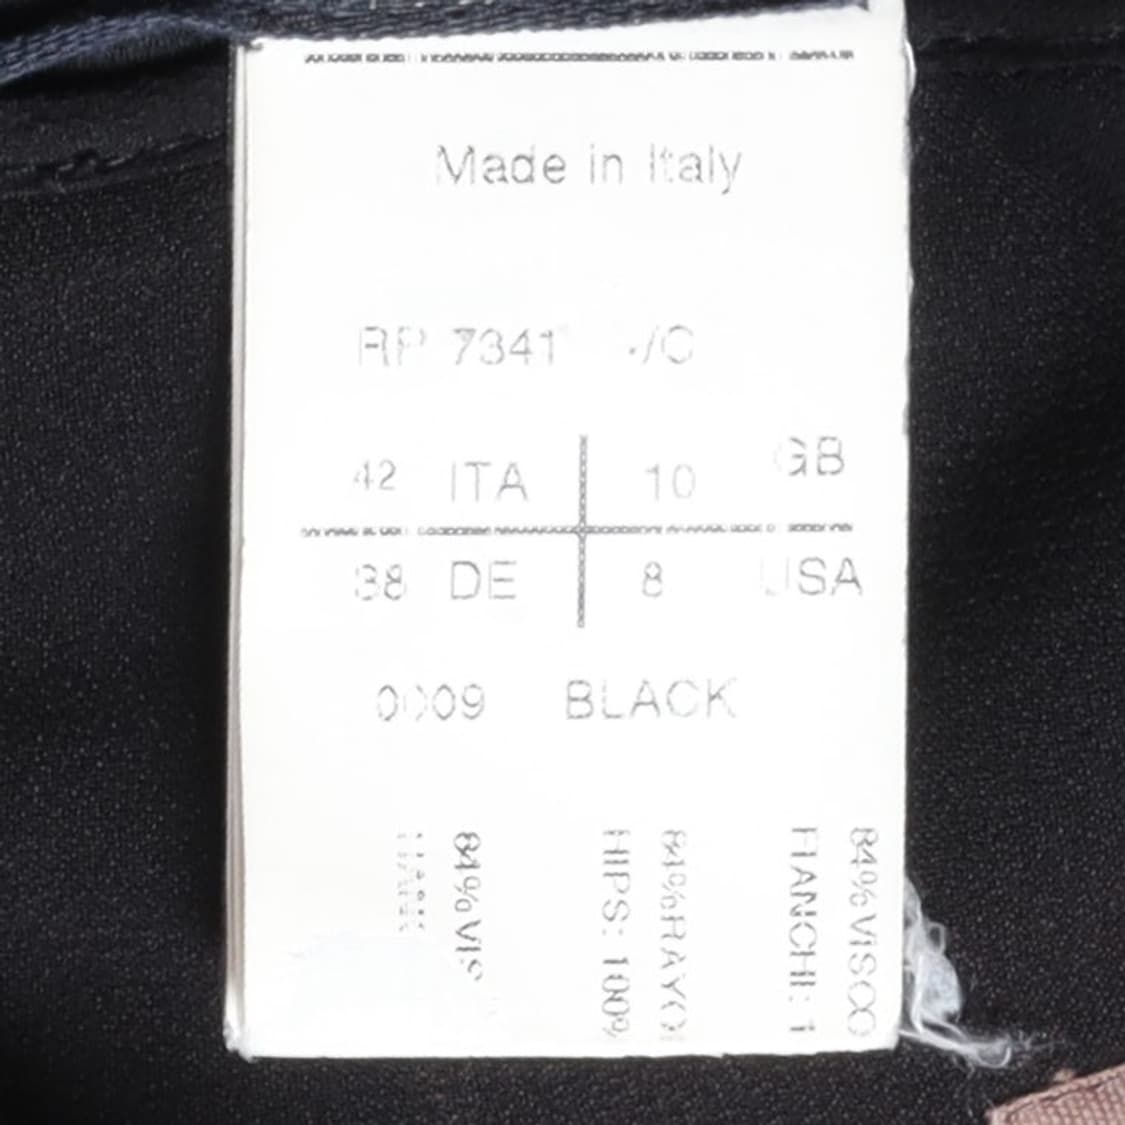 Made in Italy
RP 7341 -/C
42 ITA 10 GB
38 DE 8 USA
0009 BLACK
84%VISCO
FIANCHI: 1
84%RAYO
HIPS: 100%
84%VIS